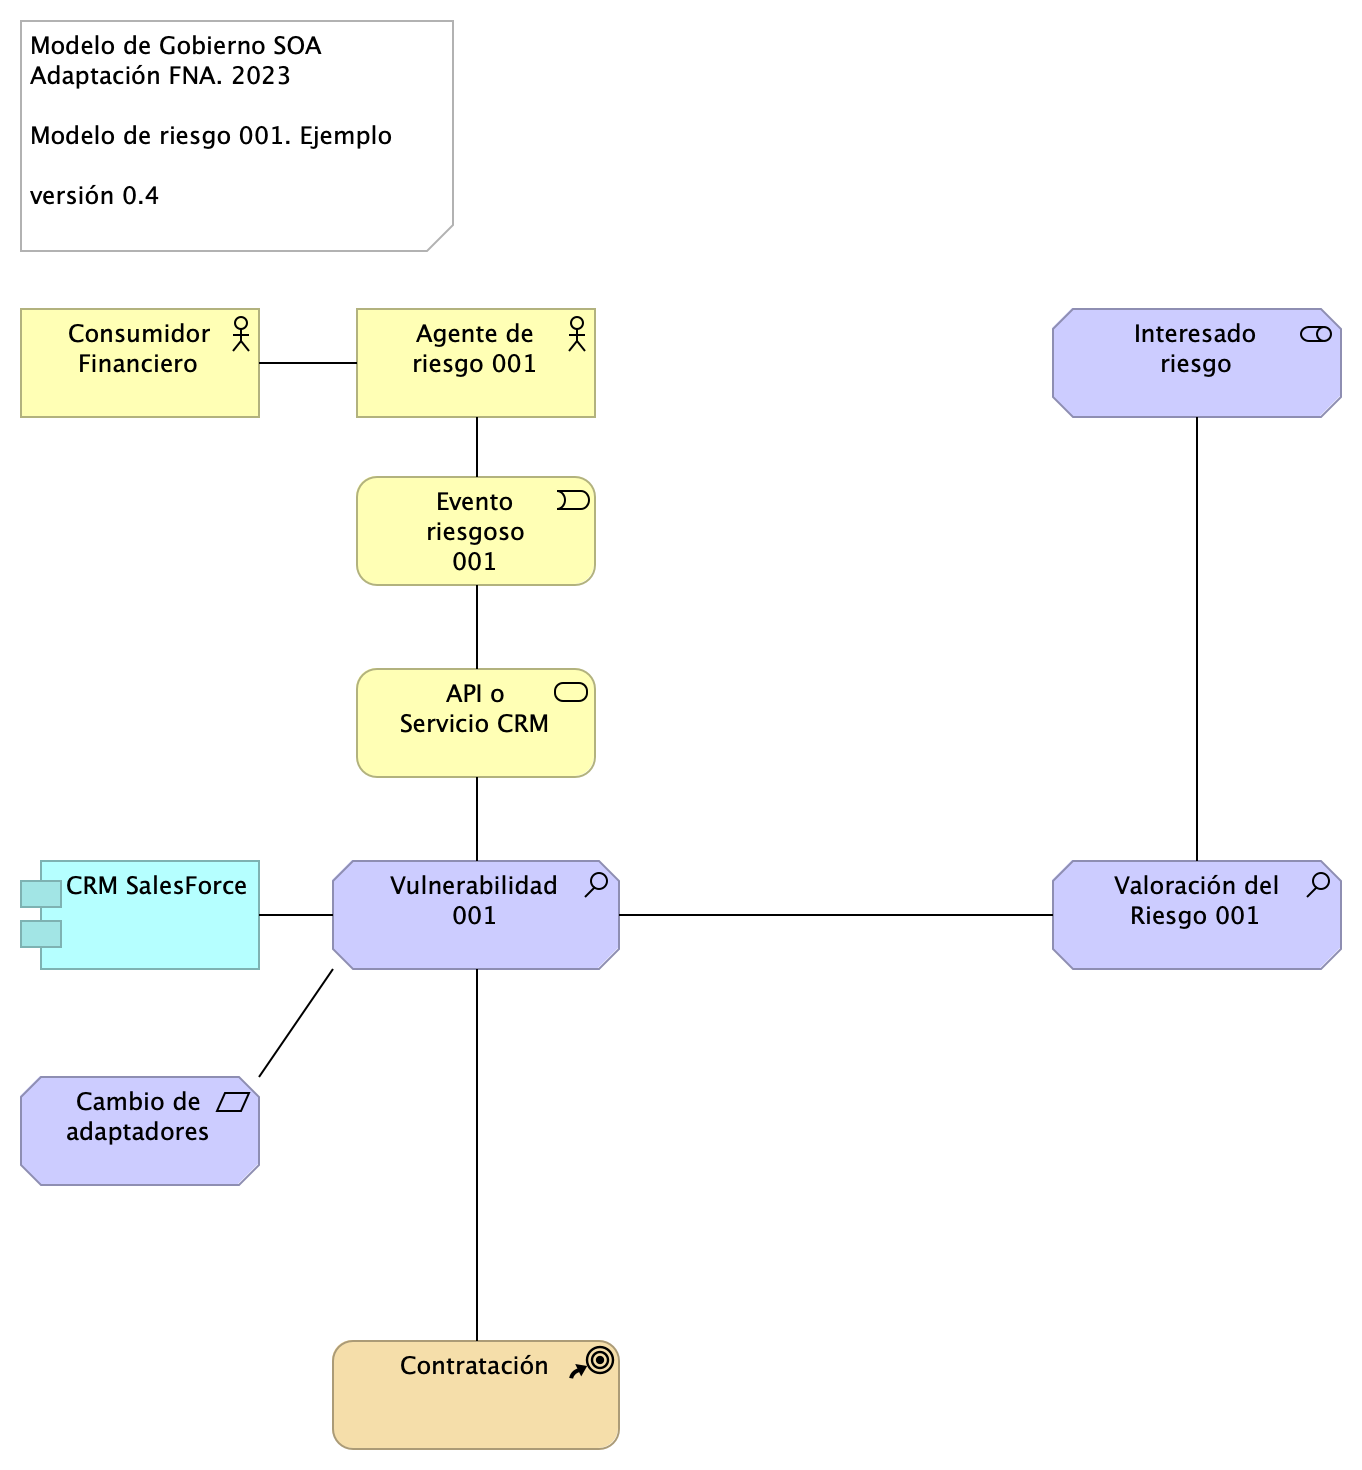 Modelo de Gobierno SOA
Adaptación FNA. 2023
Modelo de riesgo 001. Ejemplo
versión 0.4
Consumidor
Financiero
Agente de
riesgo 001
Interesado
riesgo
Evento
riesgoso
001
API o
Servicio CRM
CRM SalesForce
Vulnerabilidad
001
Valoración del
Riesgo 001
Cambio de
adaptadores
Contratación